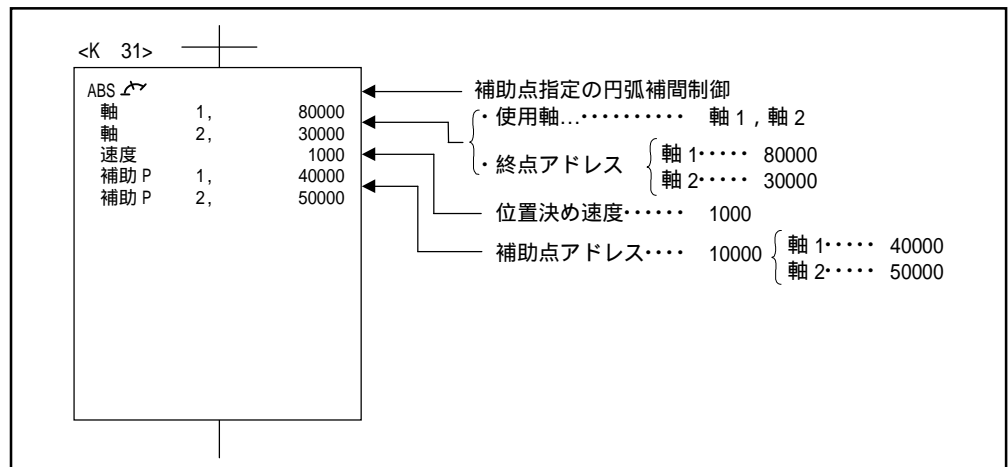 <K 31>
ABS
軸 1, 80000
軸 2, 30000
速度 1000
補助 P 1, 40000
補助 P 2, 50000
補助点指定の円弧補間制御
・使用軸…・・・・・・・・・・ 軸 1 , 軸 2
・終点アドレス 軸 1・・・・・ 80000
軸 2・・・・・ 30000
位置決め速度・・・・・・ 1000
補助点アドレス・・・・ 10000 軸 1・・・・・ 40000
軸 2・・・・・ 50000